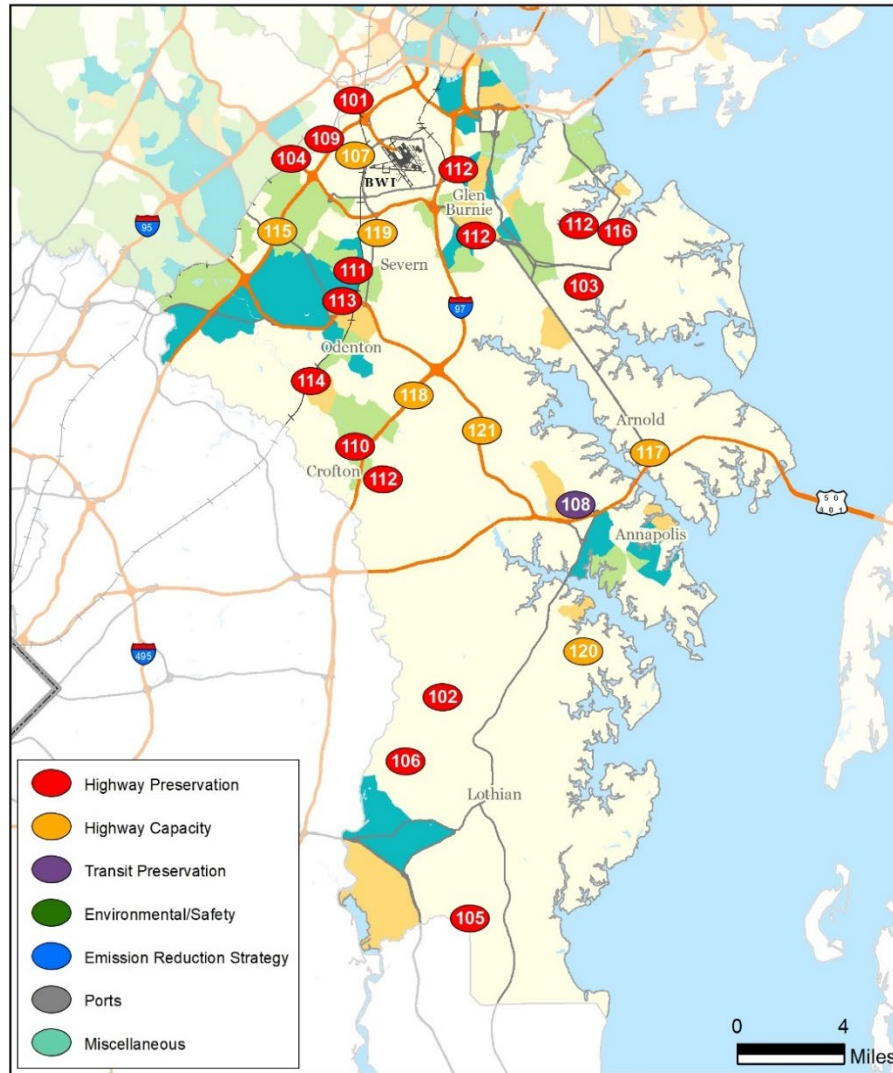 101
109
107
104
BWI
112
Glen
Burnie
95
115
119
112
112
116
Severn
111
103
113
97
Odenton
114
118
Arnold
121
117
110
Crofton
112
108
50
301
Annapolis
495
120
102
106
Lothian
105
Highway Preservation
Highway Capacity
Transit Preservation
Environmental/Safety
Emission Reduction Strategy
Ports
Miscellaneous
0 4
Miles